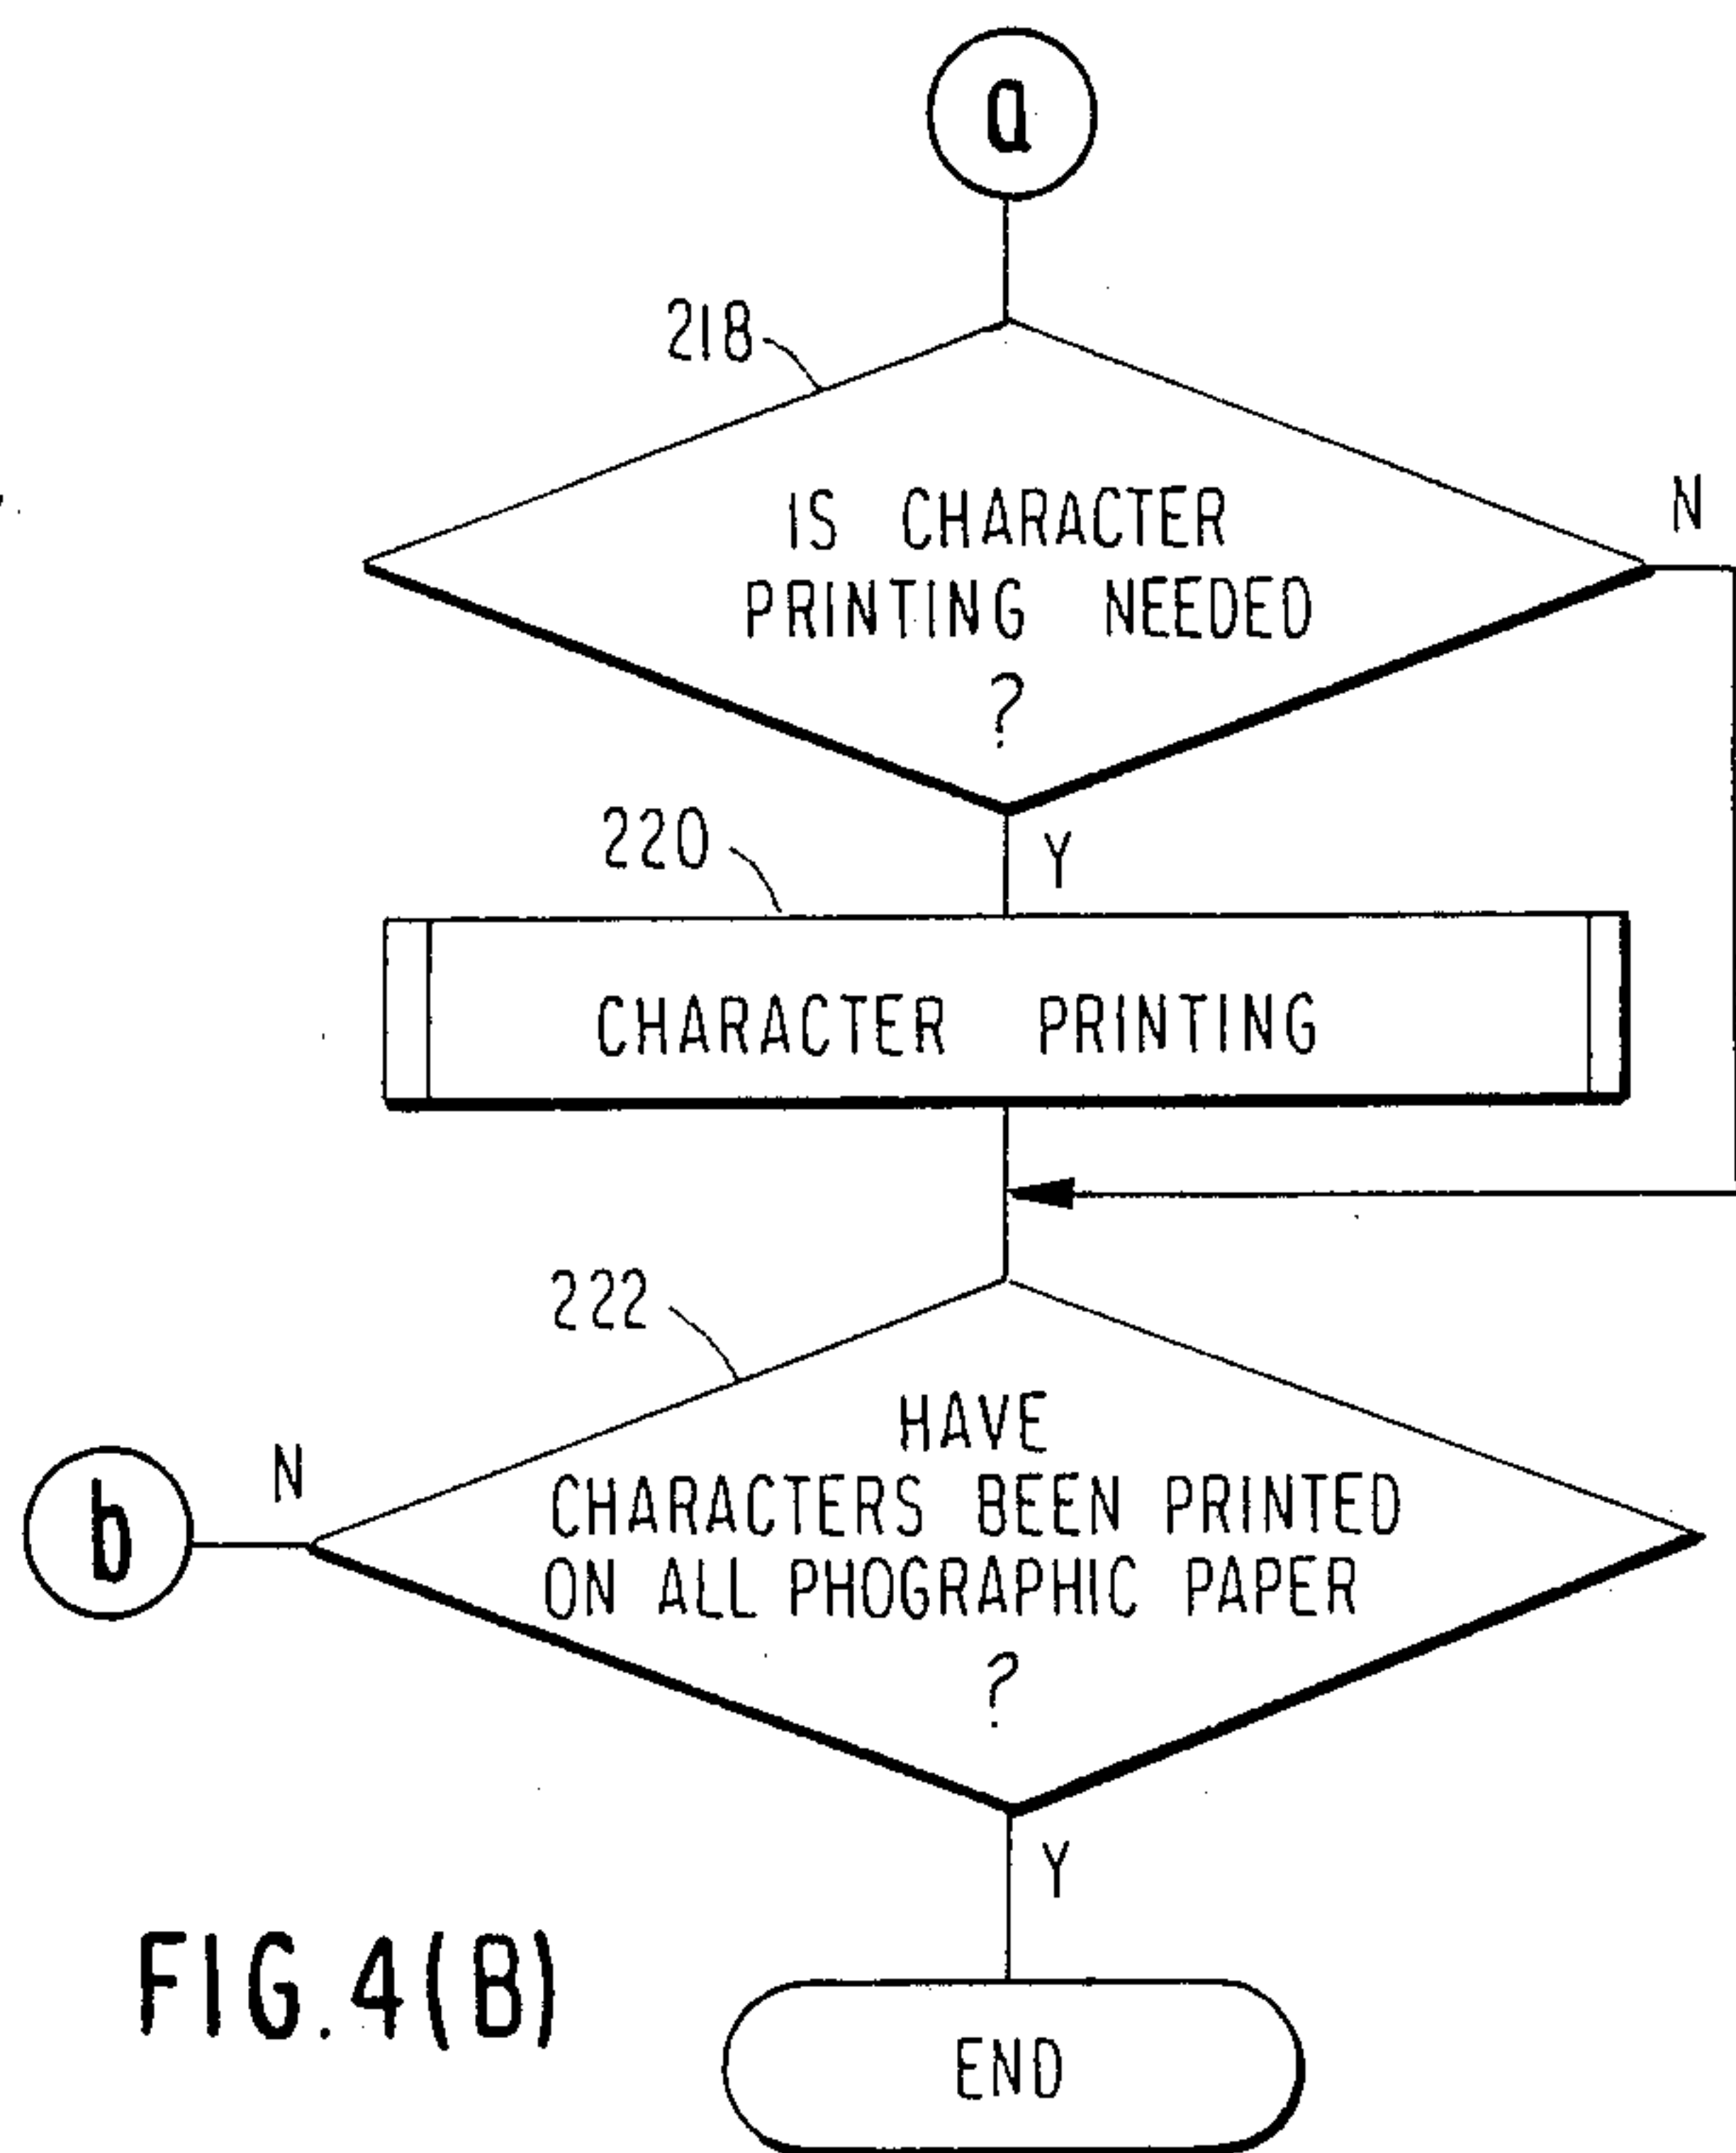 a
218
IS CHARACTER
N
PRINTING NEEDED
?
220
Y
CHARACTER PRINTING
222
HAVE
N
CHARACTERS BEEN PRINTED
b
ON ALL PHOGRAPHIC PAPER
?
Y
FIG.4(B)
END